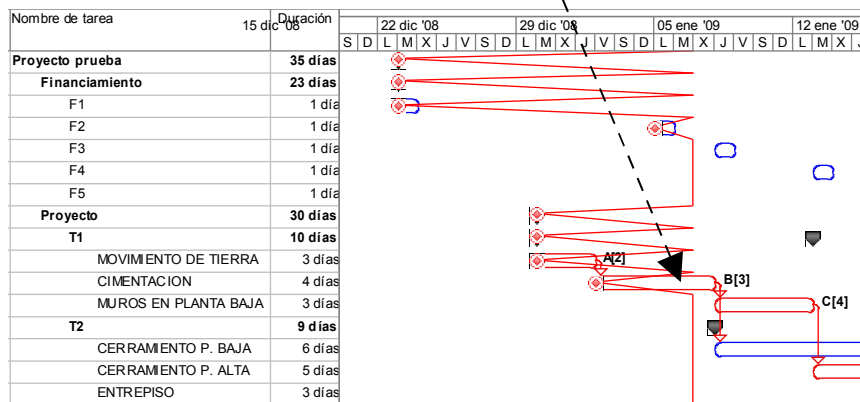 Nombre de tarea Duración
15 dic '08 22 dic '08 29 dic '08 05 ene '09 12 ene '09
S D L M X J V S D L M X J V S D L M X J V S D L M X J
Proyecto prueba 35 días
Financiamiento 23 días
F1 1 día
F2 1 día
F3 1 día
F4 1 día
F5 1 día
Proyecto 30 días
T1 10 días
MOVIMIENTO DE TIERRA 3 días A[2]
CIMENTACION 4 días B[3]
MUROS EN PLANTA BAJA 3 días C[4]
T2 9 días
CERRAMIENTO P. BAJA 6 días
CERRAMIENTO P. ALTA 5 días
ENTREPISO 3 días